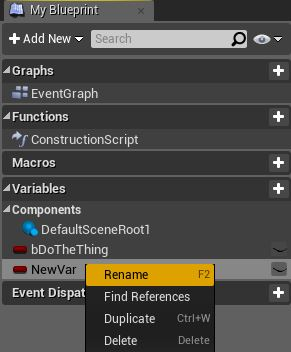 My Blueprint
Add New
Search
Graphs
EventGraph
Functions
ConstructionScript
Macros
Variables
Components
DefaultSceneRoot1
bDoTheThing
NewVar
Rename F2
Event Dispat
Find References
Duplicate Ctrl+W
Delete Delete